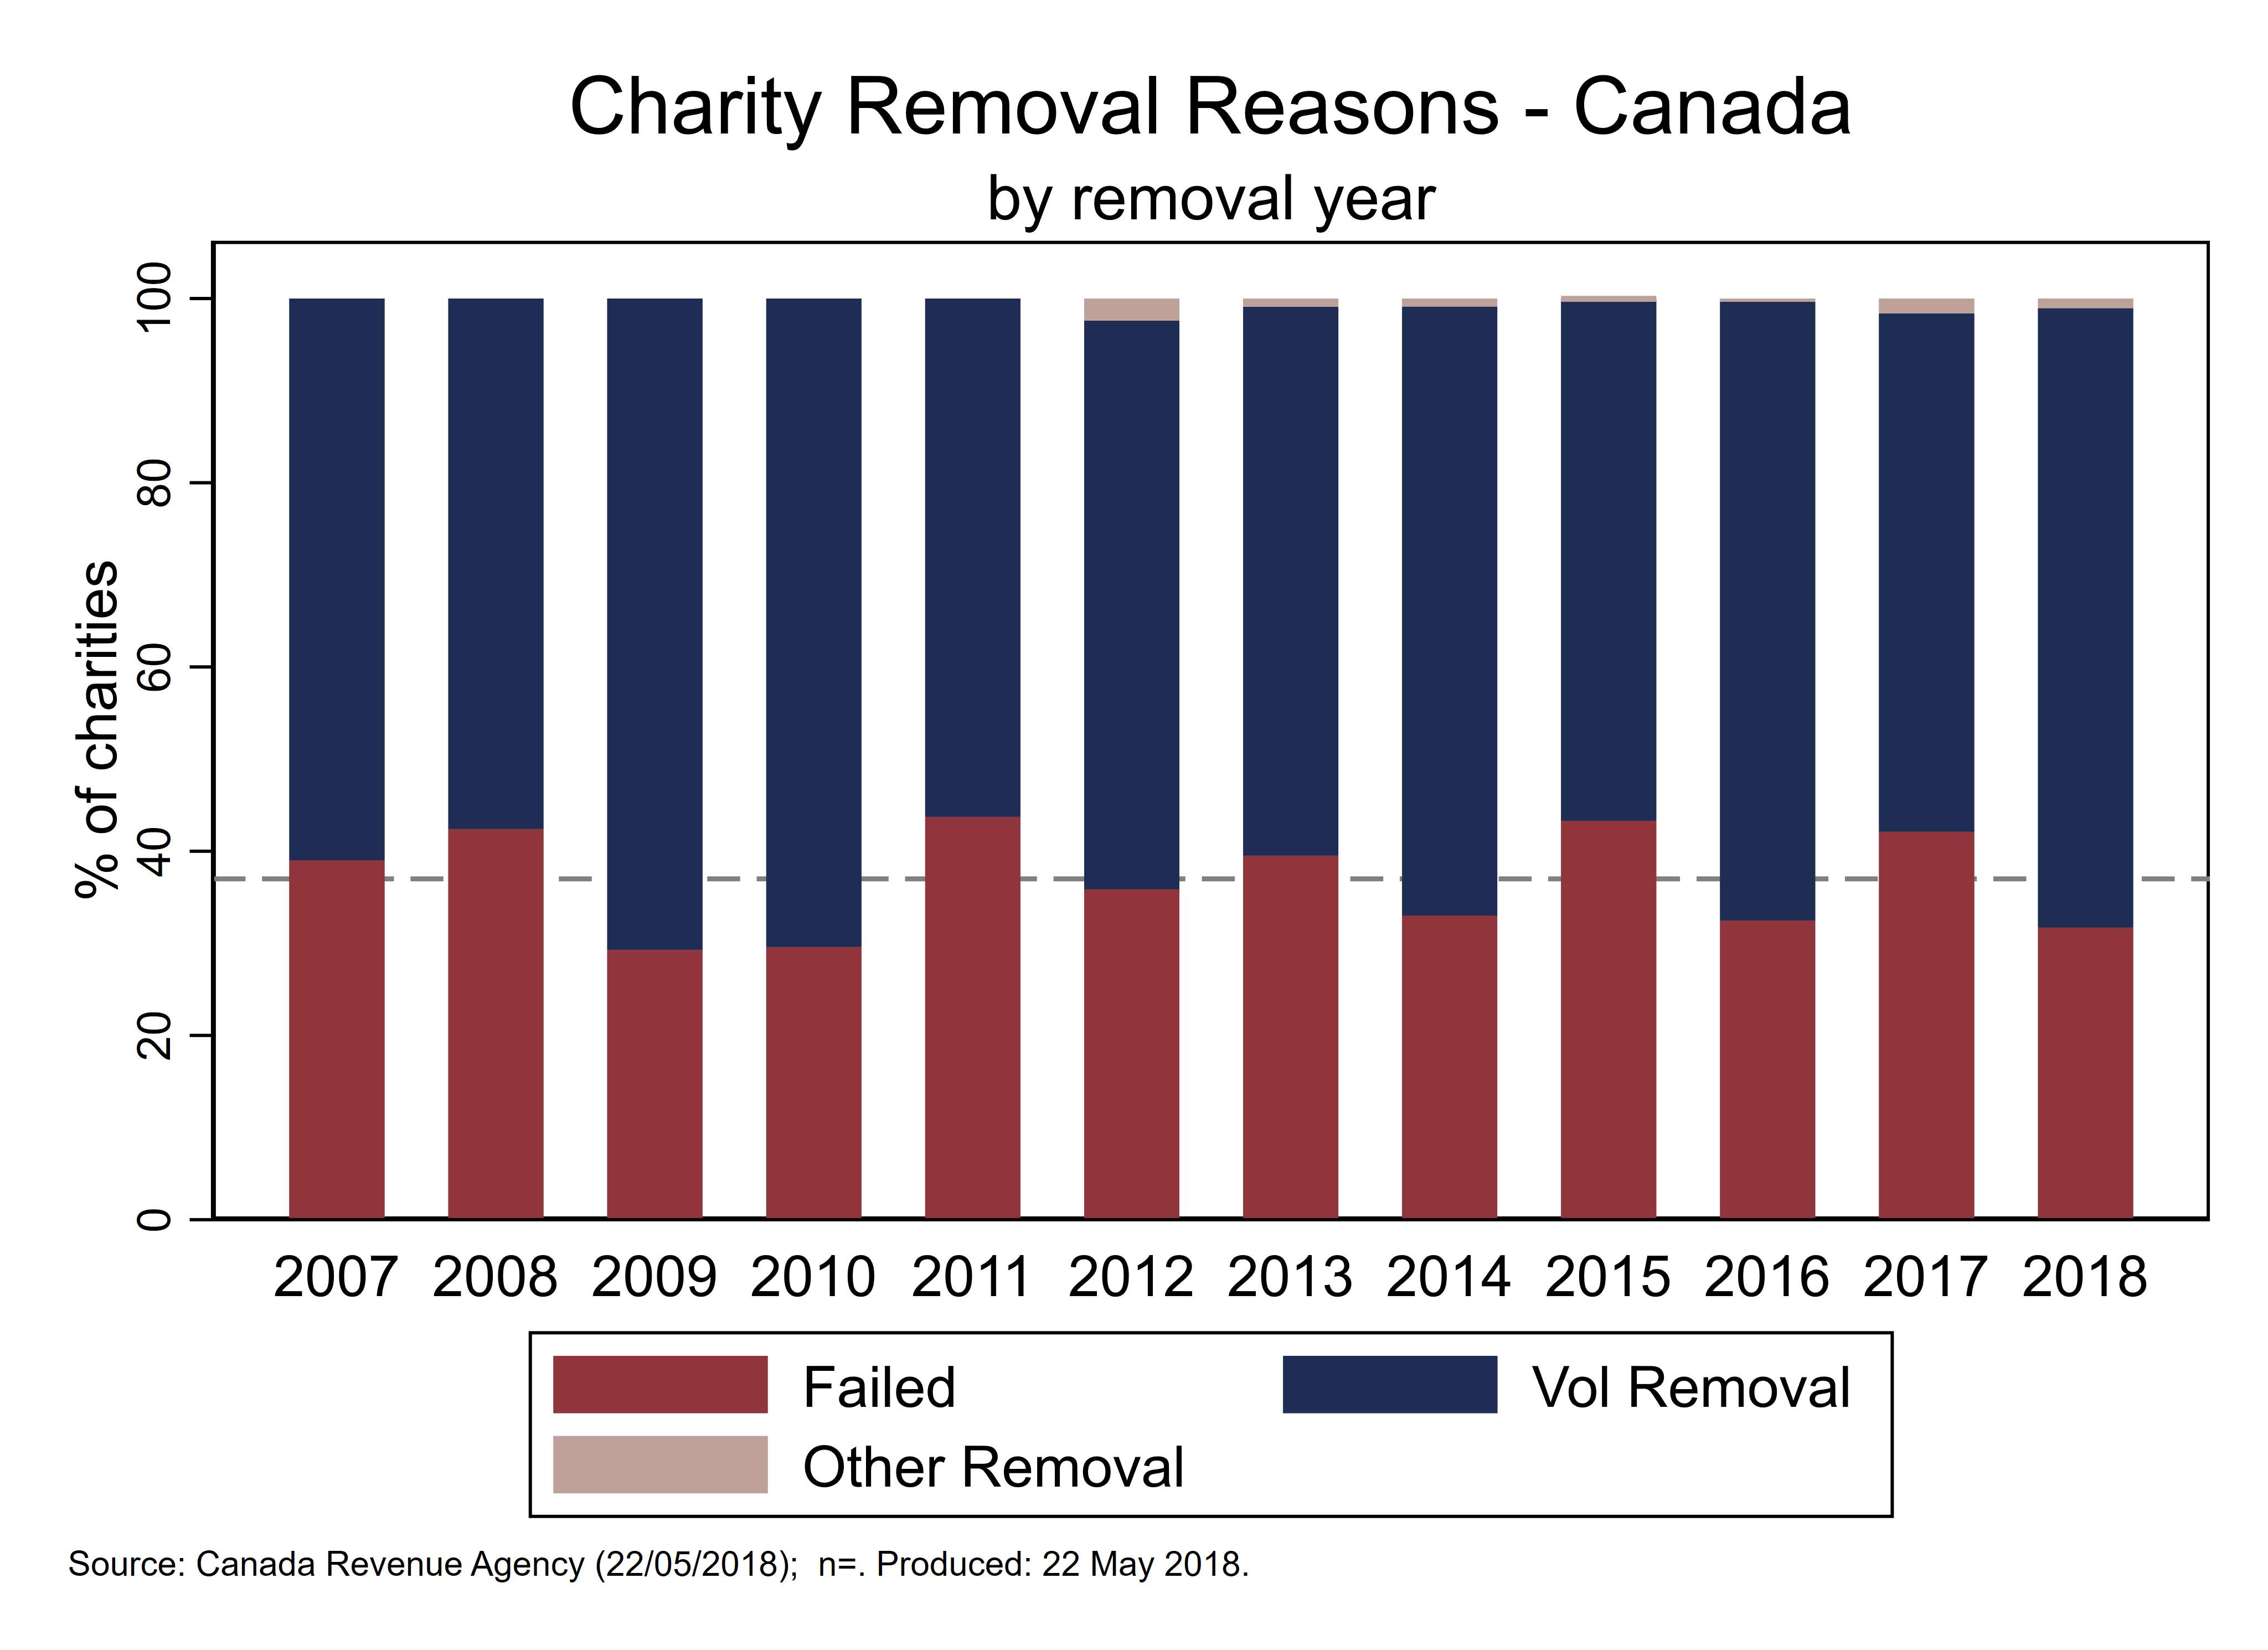 Charity Removal Reasons - Canada
by removal year
% of charities
100
80
60
40
20
0
2007 2008 2009 2010 2011 2012 2013 2014 2015 2016 2017 2018
Failed Vol Removal
Other Removal
Source: Canada Revenue Agency (22/05/2018);  n=. Produced: 22 May 2018.